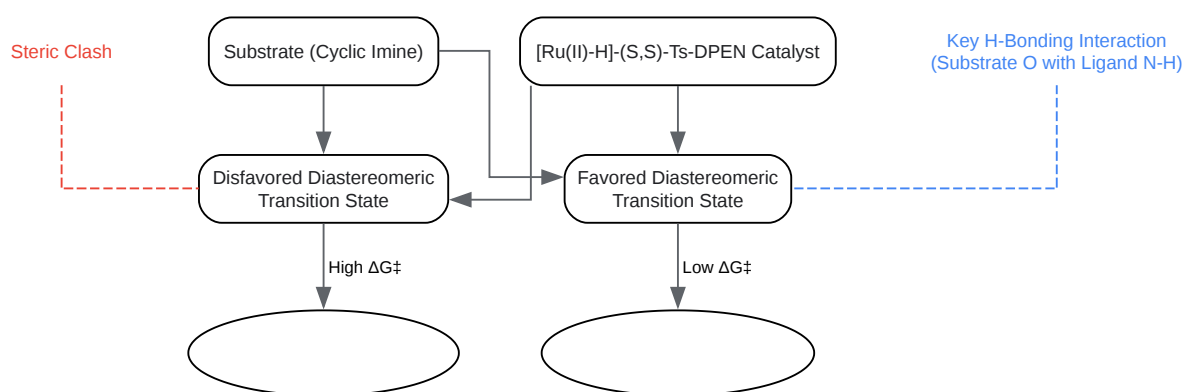 Steric Clash
Substrate (Cyclic Imine)
[Ru(II)-H]-(S,S)-Ts-DPEN Catalyst
Key H-Bonding Interaction
(Substrate O with Ligand N-H)
Disfavored Diastereomeric
Transition State
Favored Diastereomeric
Transition State
High ΔG‡
Low ΔG‡